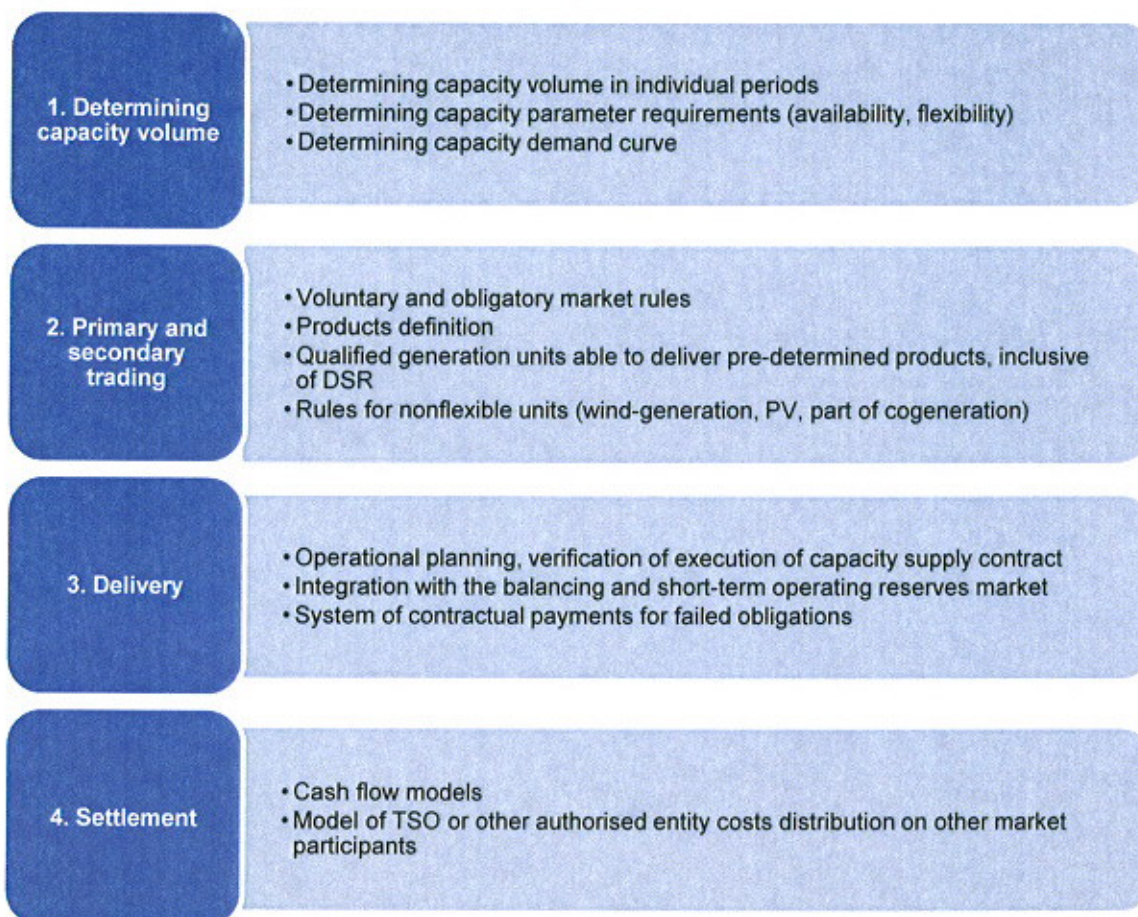 1. Determining
capacity volume
• Determining capacity volume in individual periods
• Determining capacity parameter requirements (availability, flexibility)
• Determining capacity demand curve
2. Primary and
secondary
trading
• Voluntary and obligatory market rules
• Products definition
• Qualified generation units able to deliver pre-determined products, inclusive
of DSR
• Rules for nonflexible units (wind-generation, PV, part of cogeneration)
3. Delivery
• Operational planning, verification of execution of capacity supply contract
• Integration with the balancing and short-term operating reserves market
• System of contractual payments for failed obligations
4. Settlement
• Cash flow models
• Model of TSO or other authorised entity costs distribution on other market
participants